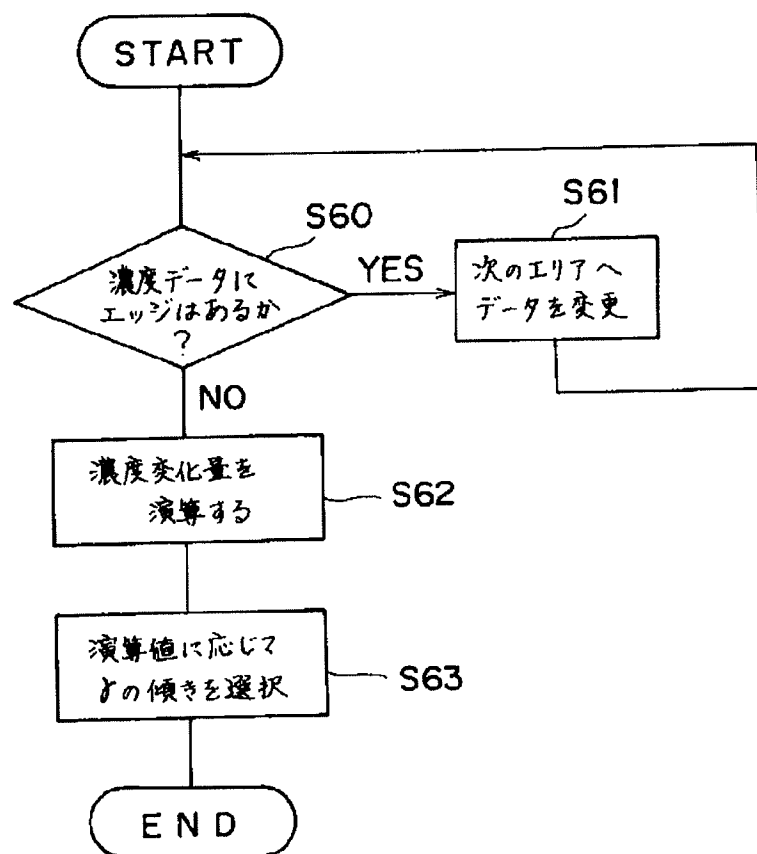 START
S60
濃度データに
エッジはあるか
?
YES
S61
次のエリアへ
データを変更
NO
濃度変化量を
演算する
S62
演算値に応じて
γの傾きを選択
S63
END